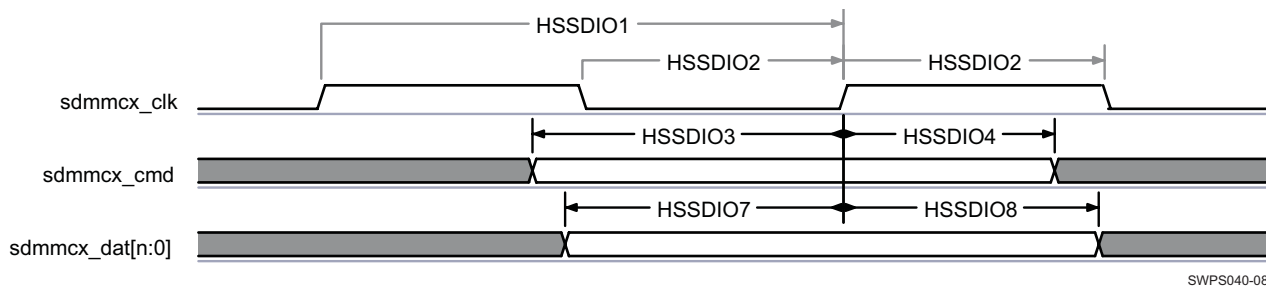 HSSDIO1
HSSDIO2 HSSDIO2
sdmmcx_clk
HSSDIO3 HSSDIO4
sdmmcx_cmd
HSSDIO7 HSSDIO8
sdmmcx_dat[n:0]
SWPS040-08